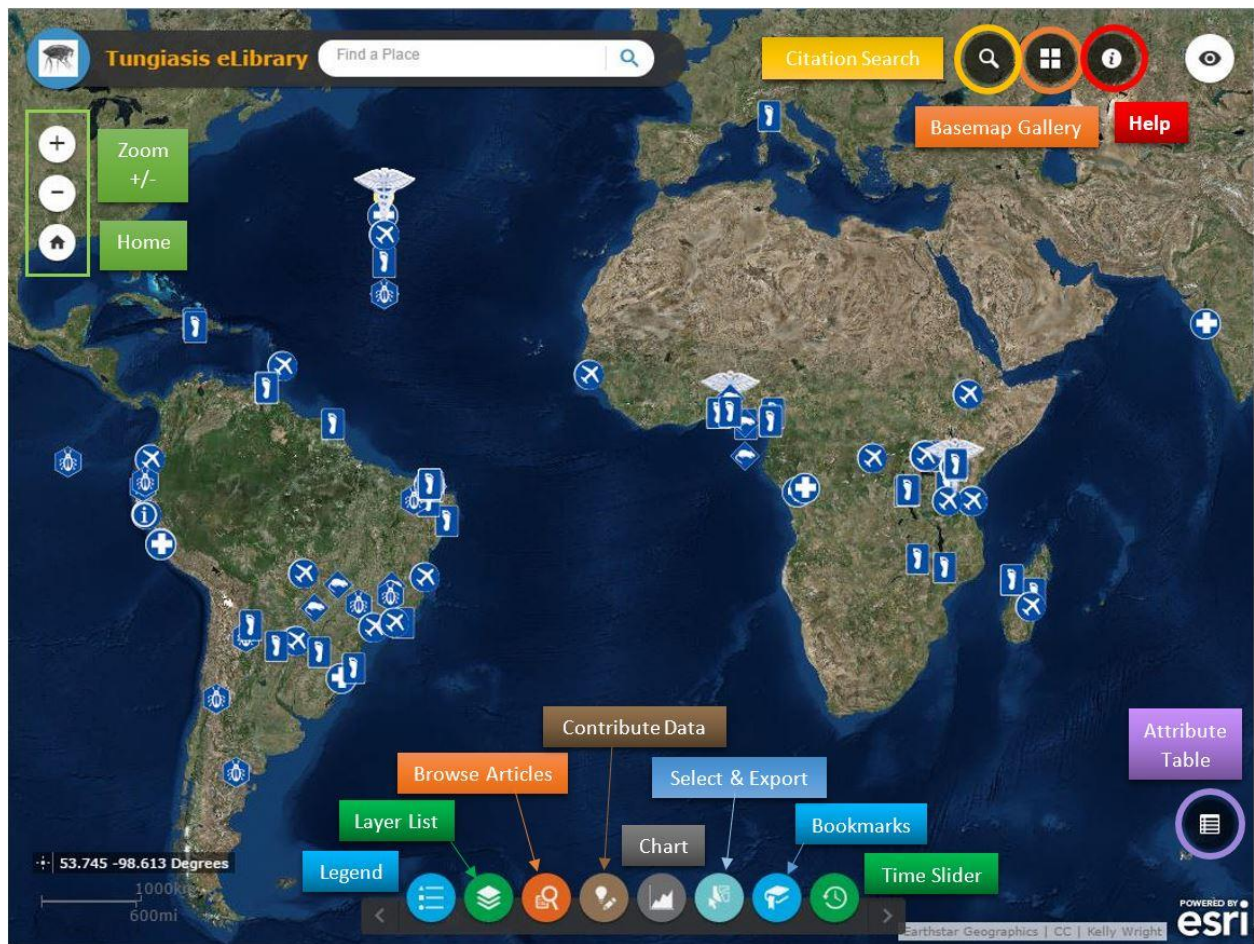 Tungiasis eLibrary
Find a Place
Citation Search
Basemap Gallery
Help
Zoom
+/-
Home
Contribute Data
Attribute
Table
Browse Articles
Select & Export
Layer List
Bookmarks
Chart
Legend
Time Slider
53.745 -98.613 Degrees
1000km
600mi
POWERED BY
esri
Earthstar Geographics | CC | Kelly Wright